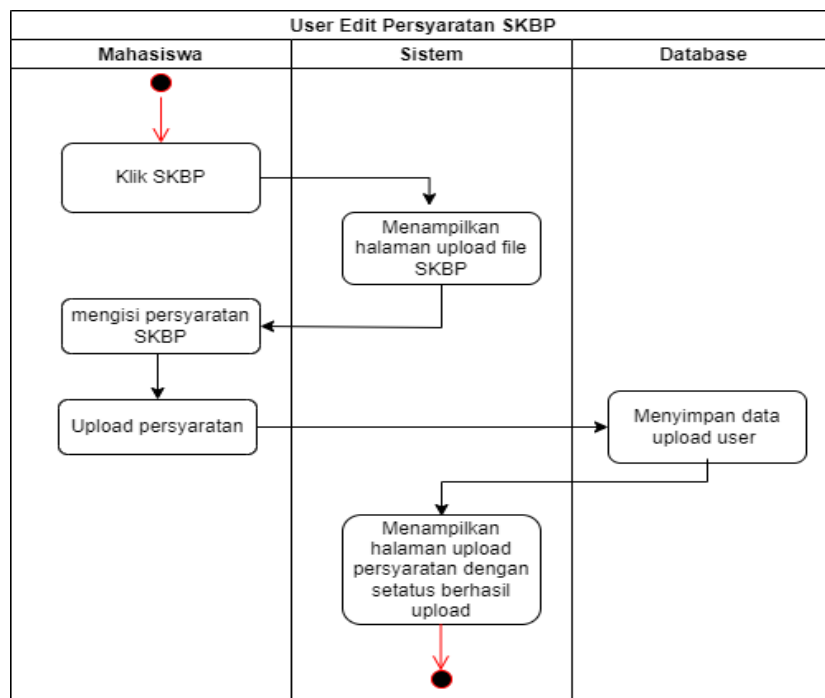 User Edit Persyaratan SKBP
Mahasiswa
Sistem
Database
Klik SKBP
Menampilkan
halaman upload file
SKBP
mengisi persyaratan
SKBP
Upload persyaratan
Menyimpan data
upload user
Menampilkan
halaman upload
persyaratan dengan
setatus berhasil
upload